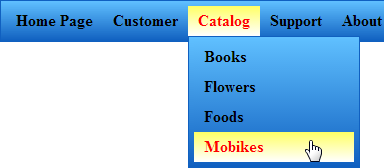 Home Page Customer Catalog Support About
Books
Flowers
Foods
Mobikes